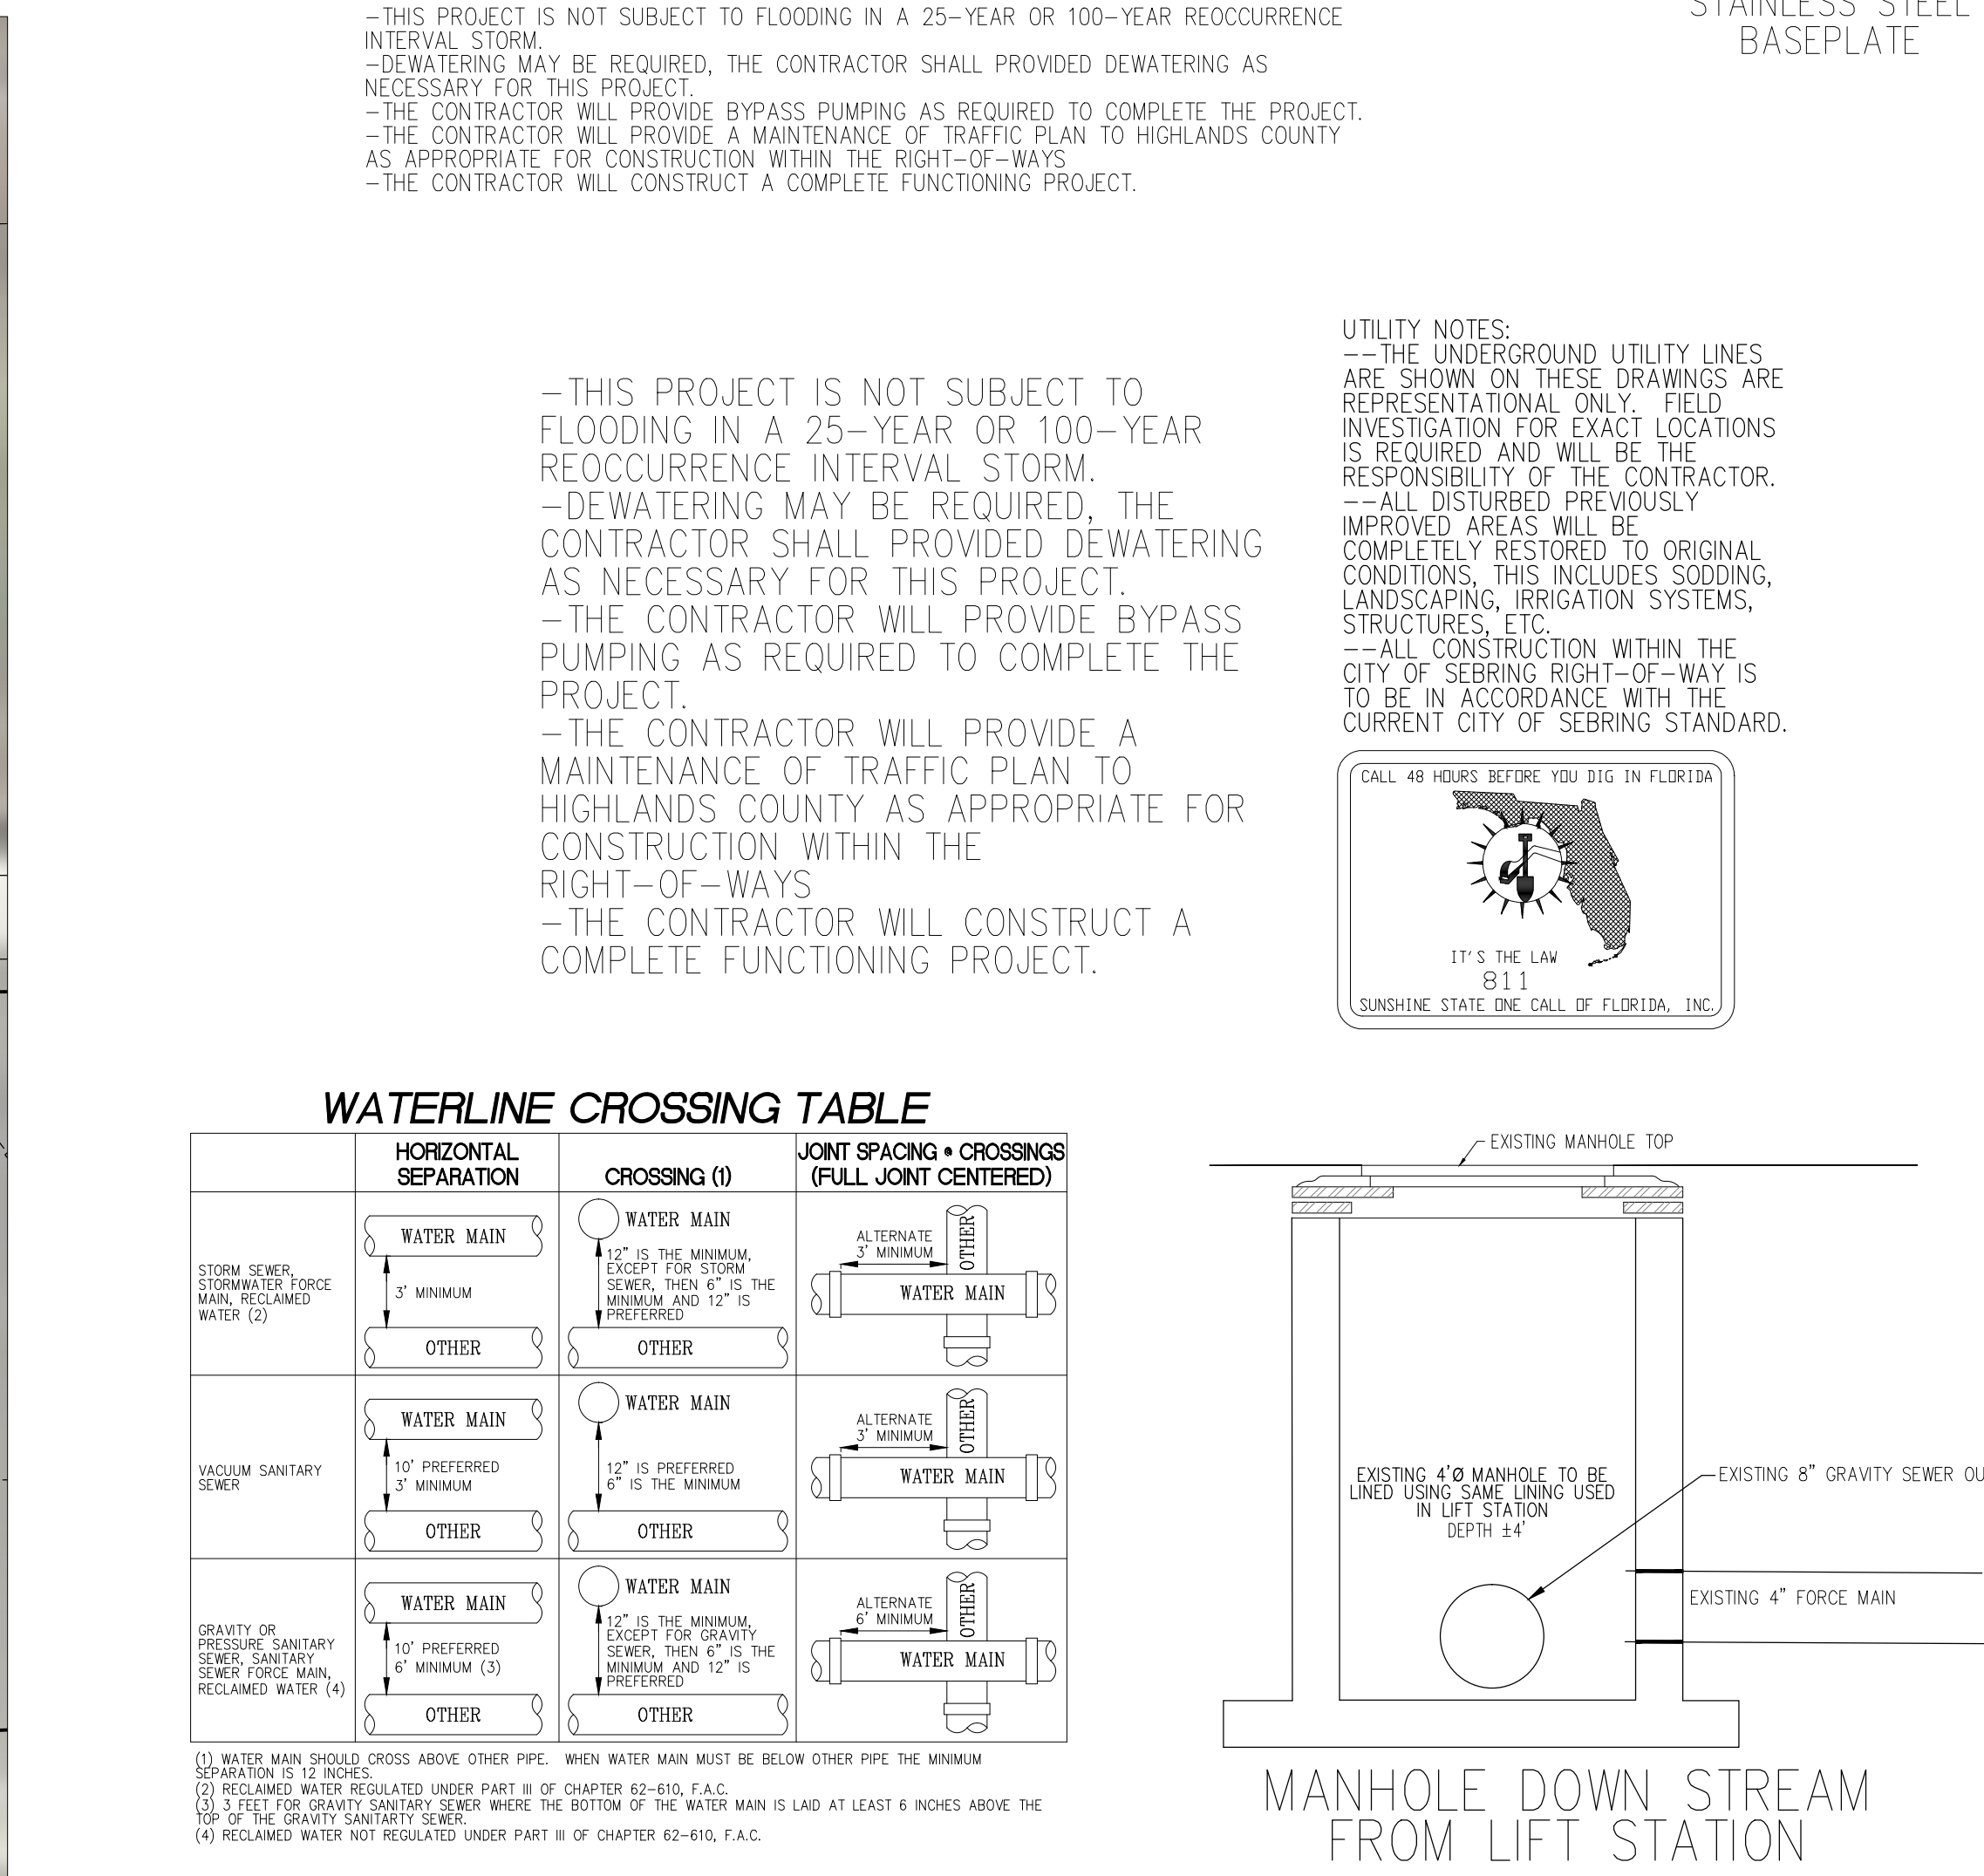 -THIS PROJECT IS NOT SUBJECT TO FLOODING IN A 25-YEAR OR 100-YEAR REOCCURRENCE
INTERVAL STORM.
-DEWATERING MAY BE REQUIRED, THE CONTRACTOR SHALL PROVIDED DEWATERING AS
NECESSARY FOR THIS PROJECT.
-THE CONTRACTOR WILL PROVIDE BYPASS PUMPING AS REQUIRED TO COMPLETE THE PROJECT.
-THE CONTRACTOR WILL PROVIDE A MAINTENANCE OF TRAFFIC PLAN TO HIGHLANDS COUNTY
AS APPROPRIATE FOR CONSTRUCTION WITHIN THE RIGHT-OF-WAYS
-THE CONTRACTOR WILL CONSTRUCT A COMPLETE FUNCTIONING PROJECT.
STAINLESS STEEL
BASEPLATE
-THIS PROJECT IS NOT SUBJECT TO
FLOODING IN A 25-YEAR OR 100-YEAR
REOCCURRENCE INTERVAL STORM.
-DEWATERING MAY BE REQUIRED, THE
CONTRACTOR SHALL PROVIDED DEWATERING
AS NECESSARY FOR THIS PROJECT.
-THE CONTRACTOR WILL PROVIDE BYPASS
PUMPING AS REQUIRED TO COMPLETE THE
PROJECT.
-THE CONTRACTOR WILL PROVIDE A
MAINTENANCE OF TRAFFIC PLAN TO
HIGHLANDS COUNTY AS APPROPRIATE FOR
CONSTRUCTION WITHIN THE
RIGHT-OF-WAYS
-THE CONTRACTOR WILL CONSTRUCT A
COMPLETE FUNCTIONING PROJECT.
UTILITY NOTES:
--THE UNDERGROUND UTILITY LINES
ARE SHOWN ON THESE DRAWINGS ARE
REPRESENTATIONAL ONLY. FIELD
INVESTIGATION FOR EXACT LOCATIONS
IS REQUIRED AND WILL BE THE
RESPONSIBILITY OF THE CONTRACTOR.
--ALL DISTURBED PREVIOUSLY
IMPROVED AREAS WILL BE
COMPLETELY RESTORED TO ORIGINAL
CONDITIONS, THIS INCLUDES SODDING,
LANDSCAPING, IRRIGATION SYSTEMS,
STRUCTURES, ETC.
--ALL CONSTRUCTION WITHIN THE
CITY OF SEBRING RIGHT-OF-WAY IS
TO BE IN ACCORDANCE WITH THE
CURRENT CITY OF SEBRING STANDARD.
CALL 48 HOURS BEFORE YOU DIG IN FLORIDA
IT'S THE LAW
811
SUNSHINE STATE ONE CALL OF FLORIDA, INC.
WATERLINE CROSSING TABLE
HORIZONTAL
SEPARATION
CROSSING (1)
JOINT SPACING @ CROSSINGS
(FULL JOINT CENTERED)
STORM SEWER,
STORMWATER FORCE
MAIN, RECLAIMED
WATER (2)
WATER MAIN
3' MINIMUM
OTHER
WATER MAIN
12" IS THE MINIMUM,
EXCEPT FOR STORM
SEWER, THEN 6" IS THE
MINIMUM AND 12" IS
PREFERRED
OTHER
ALTERNATE
3' MINIMUM
OTHER
WATER MAIN
VACUUM SANITARY
SEWER
WATER MAIN
10' PREFERRED
3' MINIMUM
OTHER
WATER MAIN
12" IS PREFERRED
6" IS THE MINIMUM
OTHER
ALTERNATE
3' MINIMUM
OTHER
WATER MAIN
GRAVITY OR
PRESSURE SANITARY
SEWER, SANITARY
SEWER FORCE MAIN,
RECLAIMED WATER (4)
WATER MAIN
10' PREFERRED
6' MINIMUM (3)
OTHER
WATER MAIN
12" IS THE MINIMUM,
EXCEPT FOR GRAVITY
SEWER, THEN 6" IS THE
MINIMUM AND 12" IS
PREFERRED
OTHER
ALTERNATE
6' MINIMUM
OTHER
WATER MAIN
(1) WATER MAIN SHOULD CROSS ABOVE OTHER PIPE. WHEN WATER MAIN MUST BE BELOW OTHER PIPE THE MINIMUM
SEPARATION IS 12 INCHES.
(2) RECLAIMED WATER REGULATED UNDER PART III OF CHAPTER 62-610, F.A.C.
(3) 3 FEET FOR GRAVITY SANITARY SEWER WHERE THE BOTTOM OF THE WATER MAIN IS LAID AT LEAST 6 INCHES ABOVE THE
TOP OF THE GRAVITY SANITARTY SEWER.
(4) RECLAIMED WATER NOT REGULATED UNDER PART III OF CHAPTER 62-610, F.A.C.
EXISTING MANHOLE TOP
EXISTING 4'Ø MANHOLE TO BE
LINED USING SAME LINING USED
IN LIFT STATION
DEPTH ±4'
EXISTING 8" GRAVITY SEWER OU
EXISTING 4" FORCE MAIN
MANHOLE DOWN STREAM
FROM LIFT STATION